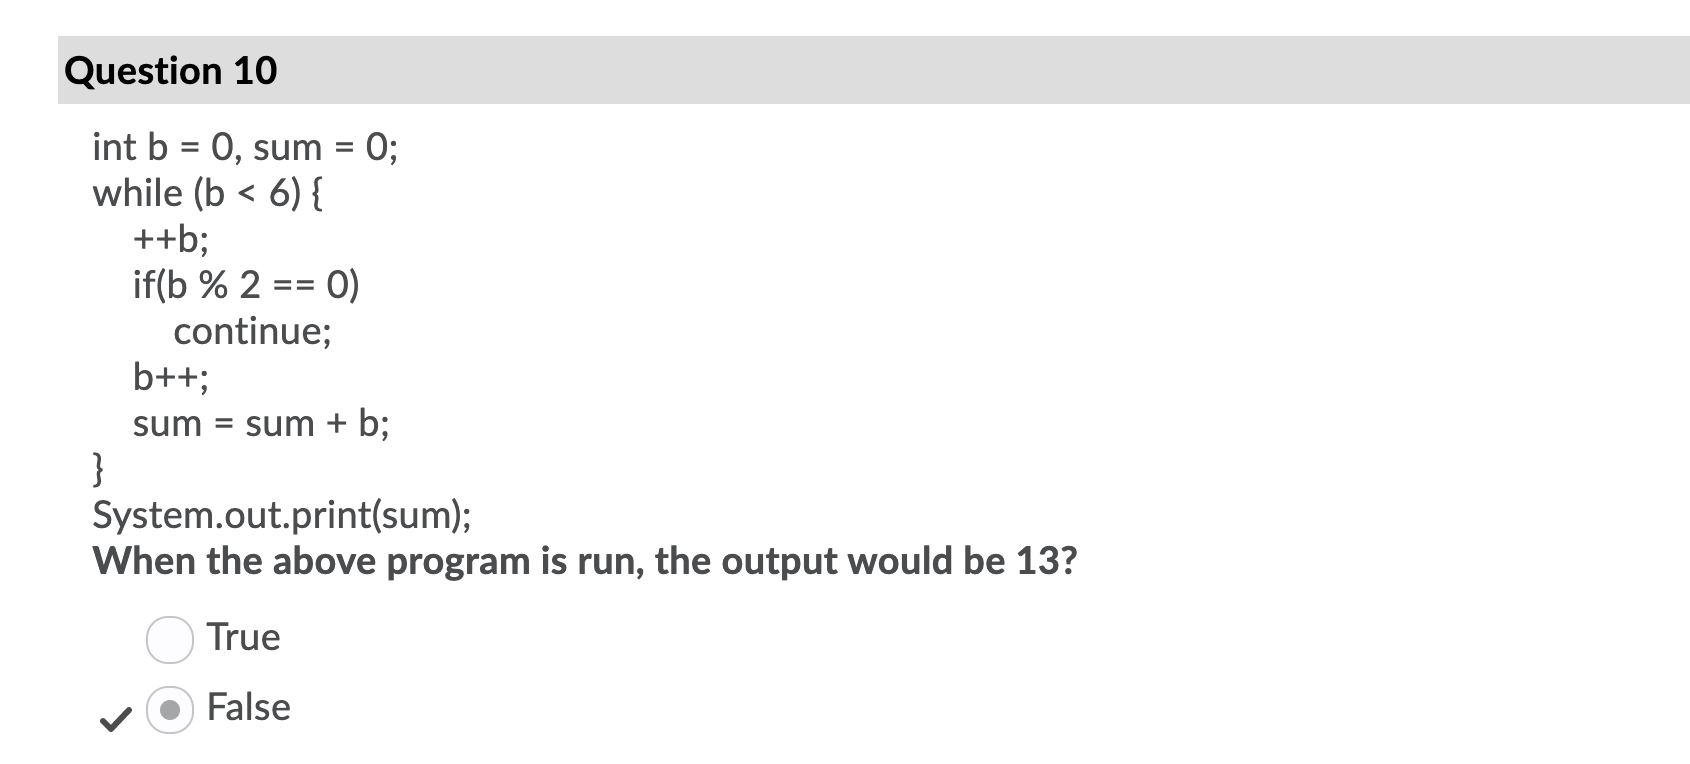 Question 10
int b = 0, sum = 0;
while (b < 6) {
++b;
if(b % 2 == 0)
continue;
b++;
sum = sum + b;
}
System.out.print(sum);
When the above program is run, the output would be 13?
True
False